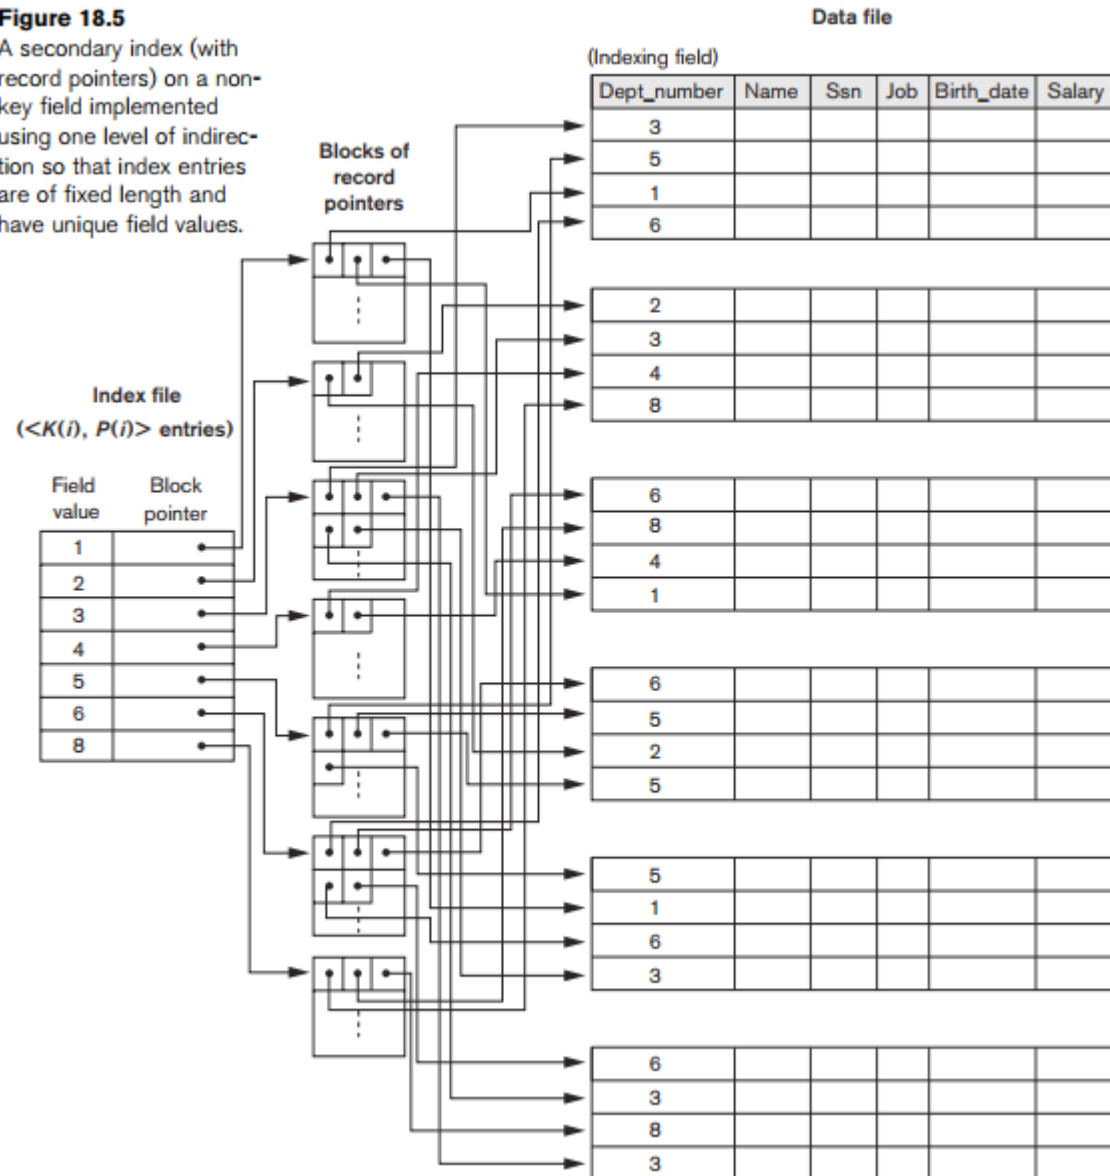 Figure 18.5
A secondary index (with
record pointers) on a non-
key field implemented
using one level of indirec-
tion so that index entries
are of fixed length and
have unique field values.
Blocks of
record
pointers
Index file
(<K(i), P(i)> entries)
Field value
Block pointer
1
2
3
4
5
6
8
Data file
(Indexing field)
Dept_number Name Ssn Job Birth_date Salary
3
5
1
6
2
3
4
8
6
8
4
1
6
5
2
5
5
1
6
3
6
3
8
3